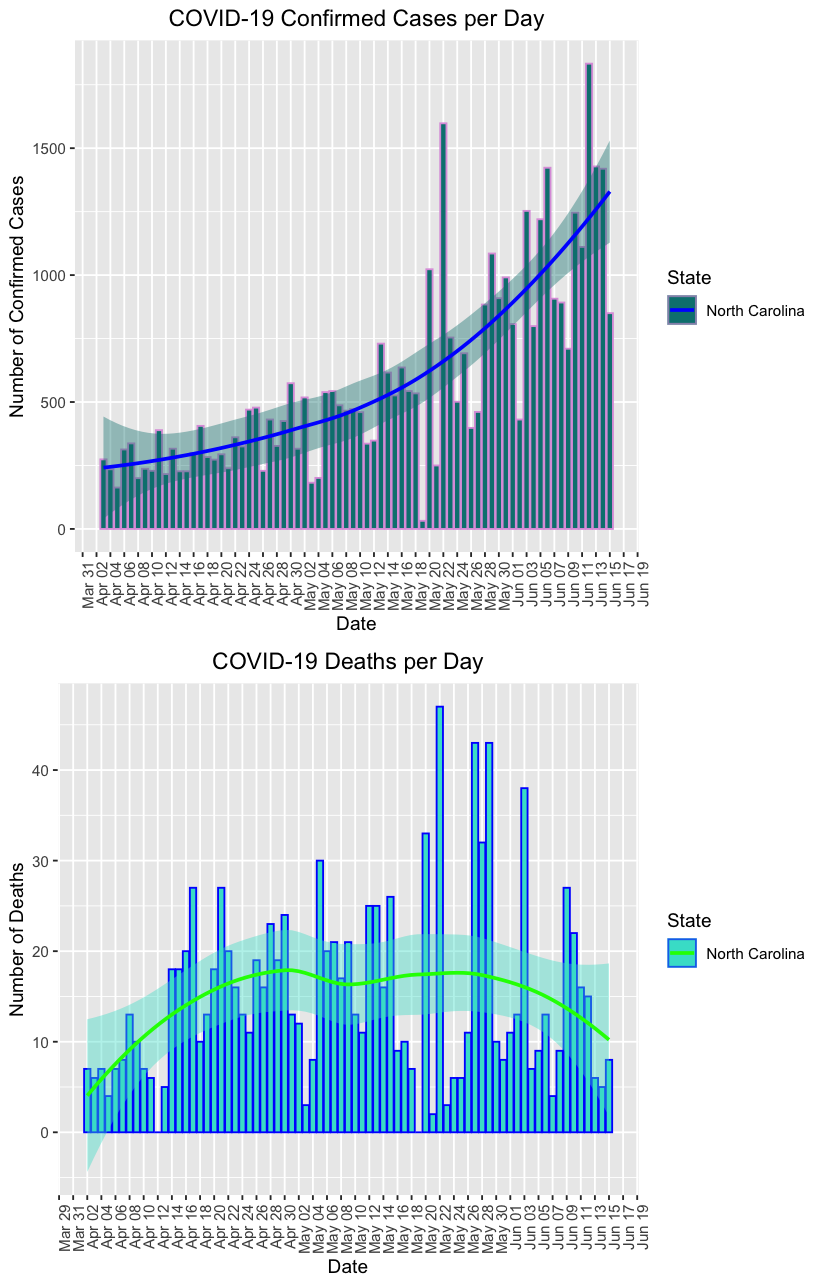 COVID-19 Confirmed Cases per Day
Number of Confirmed Cases
1500
1000
500
0
Mar 31
Apr 02
Apr 04
Apr 06
Apr 08
Apr 10
Apr 12
Apr 14
Apr 16
Apr 18
Apr 20
Apr 22
Apr 24
Apr 26
Apr 28
Apr 30
May 02
May 04
May 06
May 08
May 10
May 12
May 14
May 16
May 18
May 20
May 22
May 24
May 26
May 28
May 30
Jun 01
Jun 03
Jun 05
Jun 07
Jun 09
Jun 11
Jun 13
Jun 15
Jun 17
Jun 19
Date
State
North Carolina
COVID-19 Deaths per Day
Number of Deaths
40
30
20
10
0
Mar 29
Mar 31
Apr 02
Apr 04
Apr 06
Apr 08
Apr 10
Apr 12
Apr 14
Apr 16
Apr 18
Apr 20
Apr 22
Apr 24
Apr 26
Apr 28
Apr 30
May 02
May 04
May 06
May 08
May 10
May 12
May 14
May 16
May 18
May 20
May 22
May 24
May 26
May 28
May 30
Jun 01
Jun 03
Jun 05
Jun 07
Jun 09
Jun 11
Jun 13
Jun 15
Jun 17
Jun 19
Date
State
North Carolina